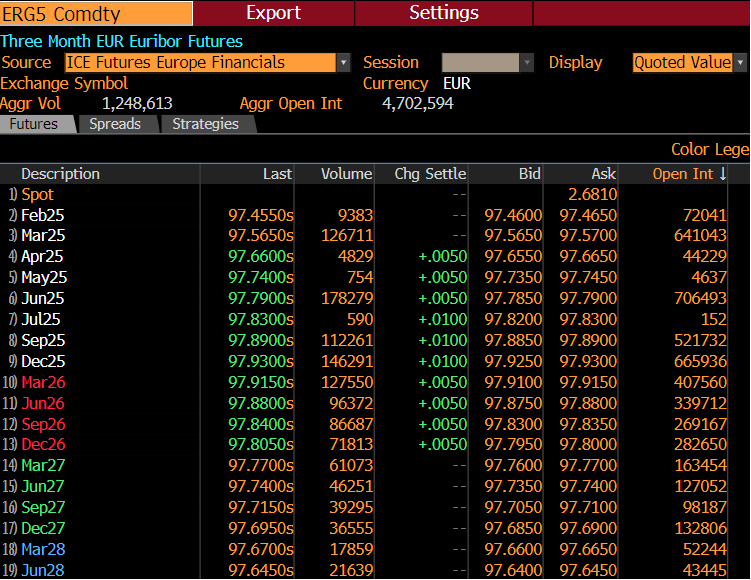 ERG5 Comdty Export Settings
Three Month EUR Euribor Futures
Source ICE Futures Europe Financials Session Display Quoted Value
Exchange Symbol Currency EUR
Aggr Vol 1,248,613 Aggr Open Int 4,702,594
Futures Spreads Strategies
Color Lege
Description Last Volume Chg Settle Bid Ask Open Int ↓
1) Spot -- 2.6810
2) Feb25 97.4550s 9383 -- 97.4600 97.4650 72041
3) Mar25 97.5650s 126711 -- 97.5650 97.5700 641043
4) Apr25 97.6600s 4829 +.0050 97.6550 97.6650 44229
5) May25 97.7400s 754 +.0050 97.7350 97.7450 4637
6) Jun25 97.7900s 178279 +.0050 97.7850 97.7900 706493
7) Jul25 97.8300s 590 +.0100 97.8200 97.8300 152
8) Sep25 97.8900s 112261 +.0100 97.8850 97.8900 521732
9) Dec25 97.9300s 146291 +.0100 97.9250 97.9300 665936
10) Mar26 97.9150s 127550 +.0050 97.9100 97.9150 407560
11) Jun26 97.8800s 96372 +.0050 97.8750 97.8800 339712
12) Sep26 97.8400s 86687 +.0050 97.8300 97.8350 269167
13) Dec26 97.8050s 71813 +.0050 97.7950 97.8000 282650
14) Mar27 97.7700s 61073 -- 97.7600 97.7700 163454
15) Jun27 97.7400s 46251 -- 97.7350 97.7400 127052
16) Sep27 97.7150s 39295 -- 97.7050 97.7100 98187
17) Dec27 97.6950s 36555 -- 97.6850 97.6900 132806
18) Mar28 97.6700s 17859 -- 97.6600 97.6650 52244
19) Jun28 97.6450s 21639 -- 97.6400 97.6450 43445